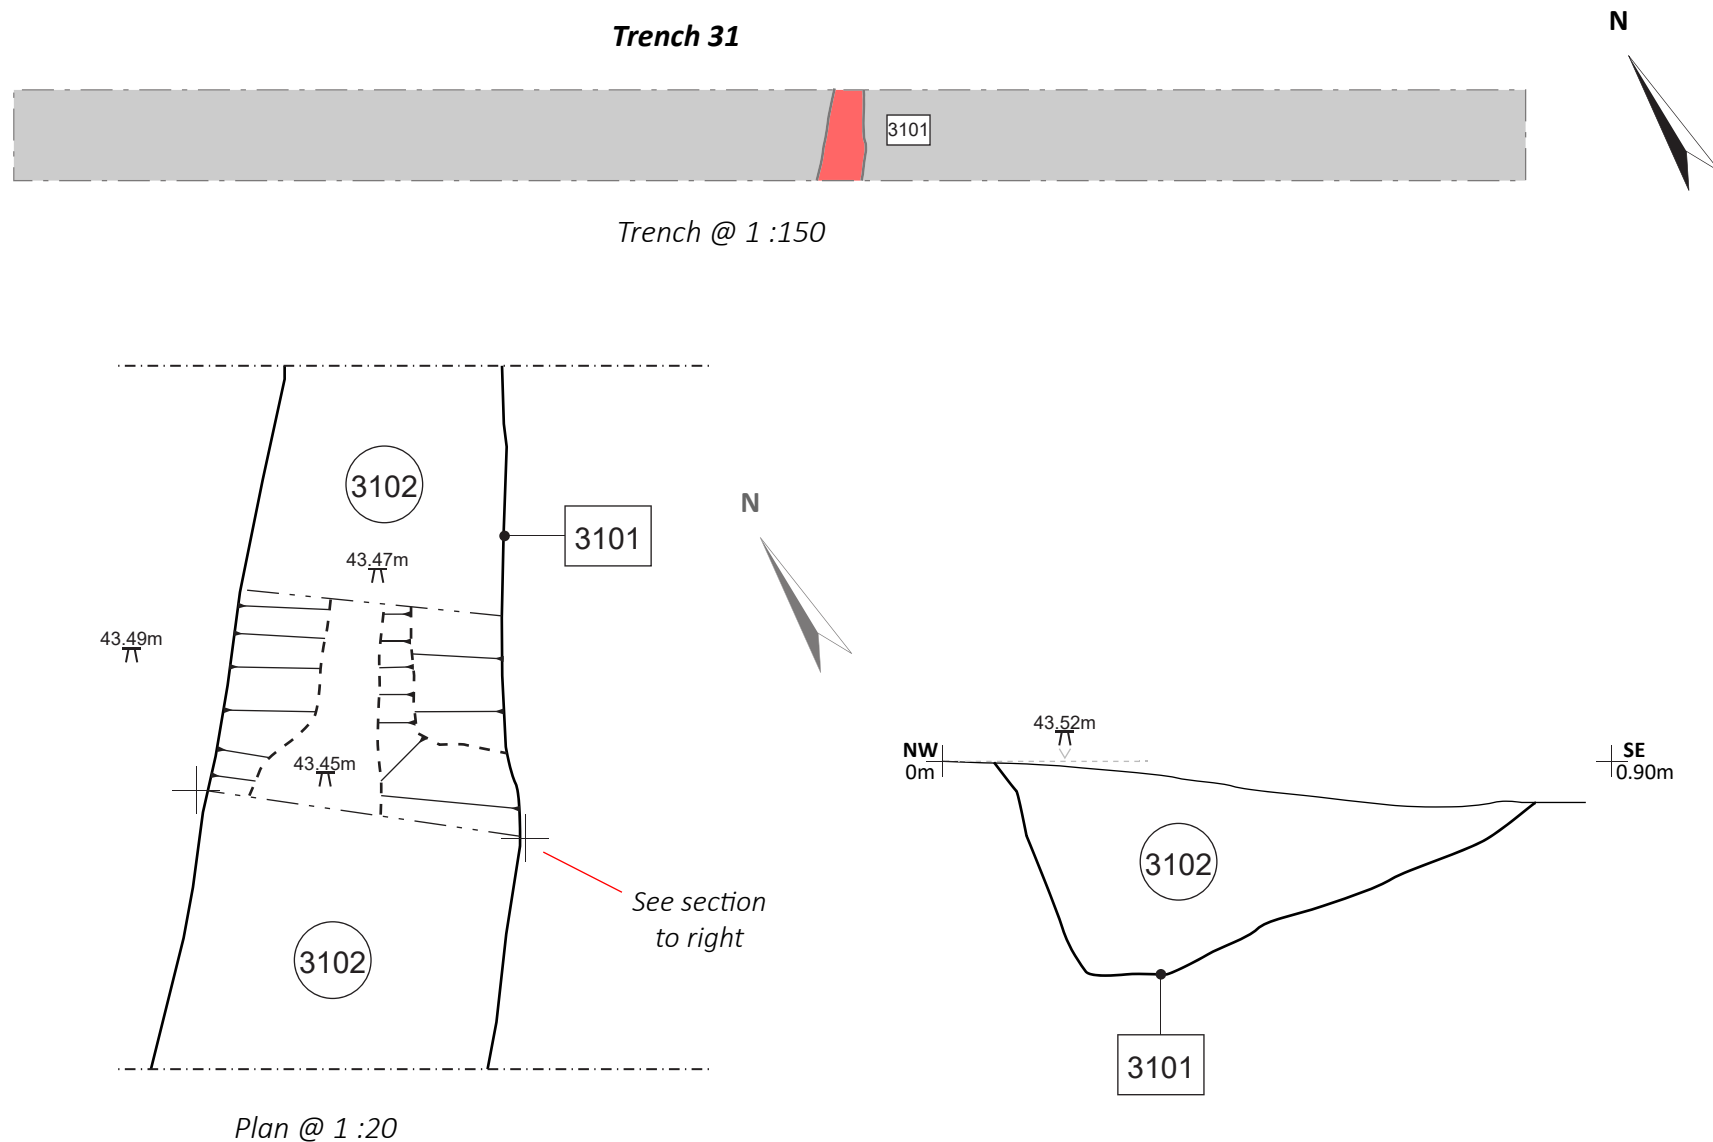 Trench 31
N
3101
Trench @ 1 :150
3102
3101
43.47m
43.49m
43.45m
N
See section
to right
3102
Plan @ 1 :20
43.52m
NW
0m
SE
0.90m
3102
3101